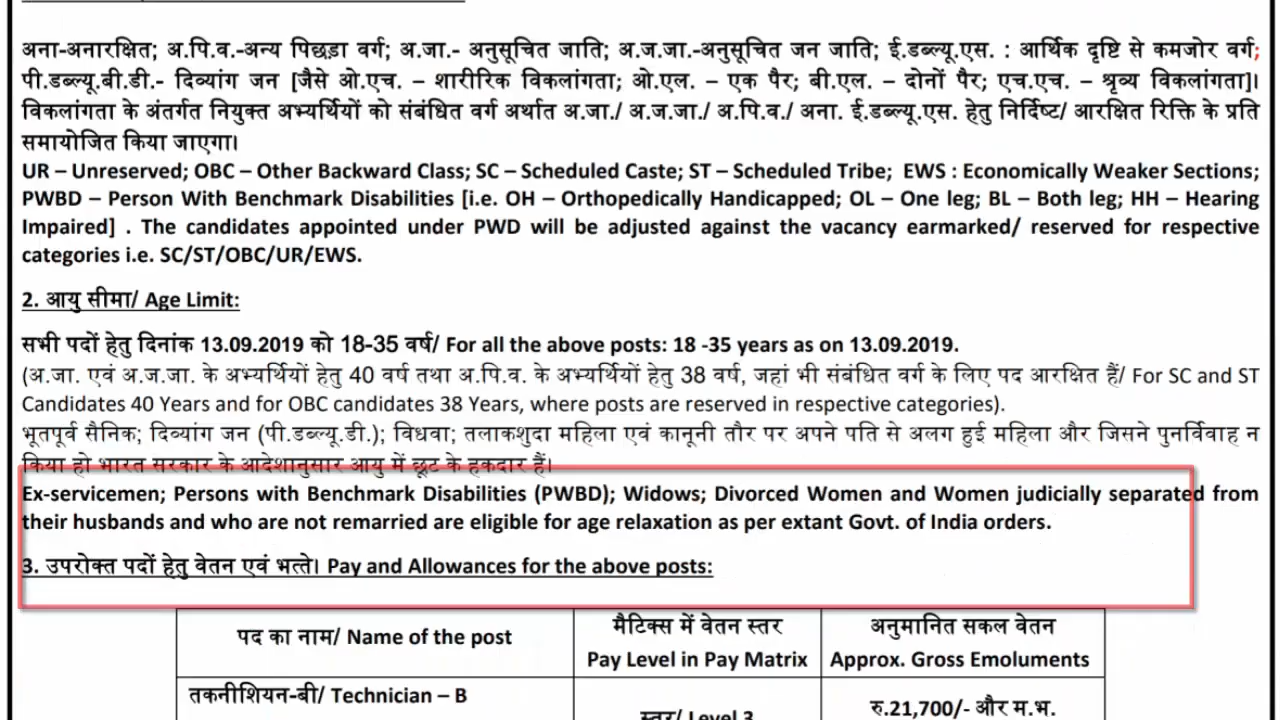 अना-अनारक्षित; अ.पि.व.-अन्य पिछड़ा वर्ग; अ.जा.- अनुसूचित जाति; अ.ज.जा.-अनुसूचित जन जाति; ई.डब्ल्यू.एस. : आर्थिक दृष्टि से कमजोर वर्ग;
पी.डब्ल्यू.बी.डी.- दिव्यांग जन [जैसे ओ.एच. – शारीरिक विकलांगता; ओ.एल. – एक पैर; बी.एल. – दोनों पैर; एच.एच. – श्रृव्य विकलांगता]।
विकलांगता के अंतर्गत नियुक्त अभ्यर्थियों को संबंधित वर्ग अर्थात अ.जा./ अ.ज.जा./ अ.पि.व./ अना. ई.डब्ल्यू.एस. हेतु निर्दिष्ट/ आरक्षित रिक्ति के प्रति
समायोजित किया जाएगा।
UR – Unreserved; OBC – Other Backward Class; SC – Scheduled Caste; ST – Scheduled Tribe; EWS : Economically Weaker Sections;
PWBD – Person With Benchmark Disabilities [i.e. OH – Orthopedically Handicapped; OL – One leg; BL – Both leg; HH – Hearing
Impaired] . The candidates appointed under PWD will be adjusted against the vacancy earmarked/ reserved for respective
categories i.e. SC/ST/OBC/UR/EWS.
2. आयु सीमा/ Age Limit:
सभी पदों हेतु दिनांक 13.09.2019 को 18-35 वर्ष/ For all the above posts: 18 -35 years as on 13.09.2019.
(अ.जा. एवं अ.ज.जा. के अभ्यर्थियों हेतु 40 वर्ष तथा अ.पि.व. के अभ्यर्थियों हेतु 38 वर्ष, जहां भी संबंधित वर्ग के लिए पद आरक्षित हैं/ For SC and ST
Candidates 40 Years and for OBC candidates 38 Years, where posts are reserved in respective categories).
भूतपूर्व सैनिक; दिव्यांग जन (पी.डब्ल्यू.डी.); विधवा; तलाकशुदा महिला एवं कानूनी तौर पर अपने पति से अलग हुई महिला और जिसने पुनर्विवाह न
किया हो भारत सरकार के आदेशानुसार आयु में छूट के हकदार हैं।
Ex-servicemen; Persons with Benchmark Disabilities (PWBD); Widows; Divorced Women and Women judicially separated from
their husbands and who are not remarried are eligible for age relaxation as per extant Govt. of India orders.
3. उपरोक्त पदों हेतु वेतन एवं भत्ते। Pay and Allowances for the above posts:
पद का नाम/ Name of the post
मैटिक्स में वेतन स्तर
Pay Level in Pay Matrix
अनुमानित सकल वेतन
Approx. Gross Emoluments
तकनीशियन-बी/ Technician – B
स्तर/ Level 3
रु.21,700/- और म.भ.